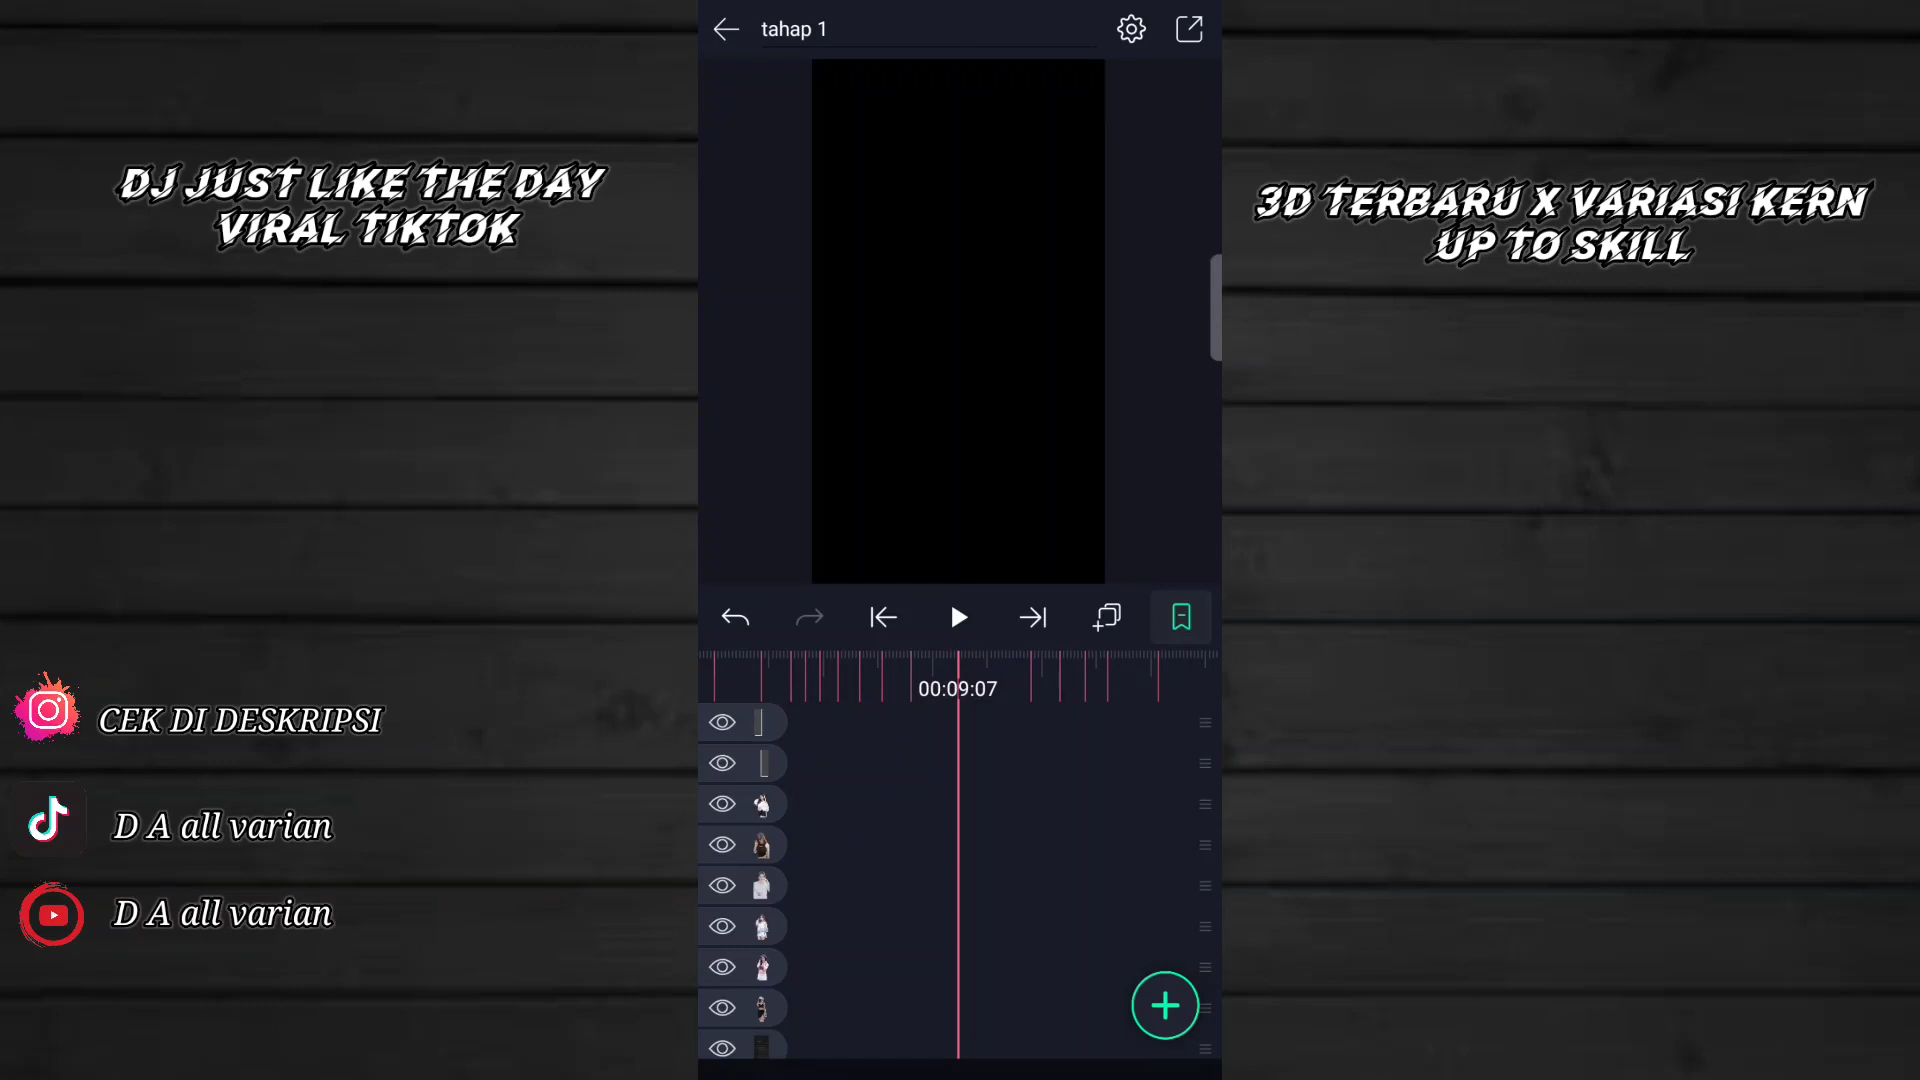 tahap 1
DJ JUST LIKE THE DAY
VIRAL TIKTOK
3D TERBARU X VARIASI KERN
UP TO SKILL
00:09:07
CEK DI DESKRIPSI
D A all varian
D A all varian